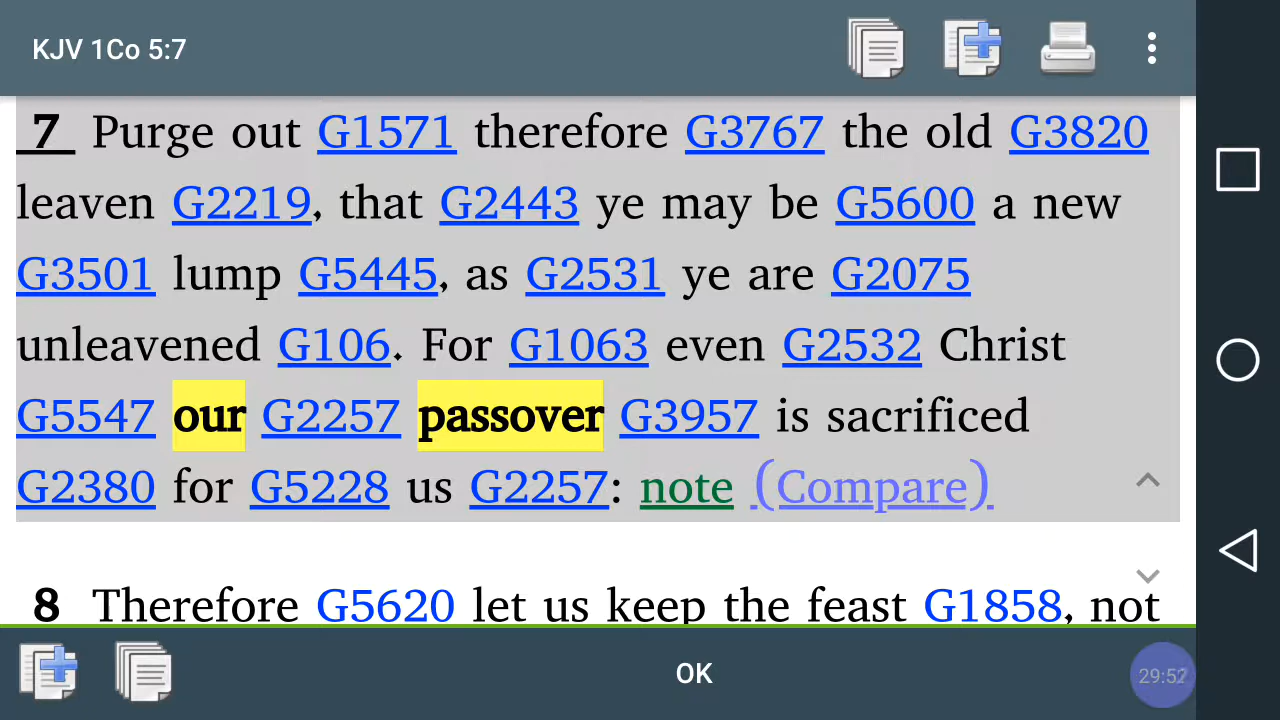 KJV 1Co 5:7
7 Purge out G1571 therefore G3767 the old G3820
leaven G2219, that G2443 ye may be G5600 a new
G3501 lump G5445, as G2531 ye are G2075
unleavened G106. For G1063 even G2532 Christ
G5547 our G2257 passover G3957 is sacrificed
G2380 for G5228 us G2257: note (Compare)
8 Therefore G5620 let us keep the feast G1858, not
OK